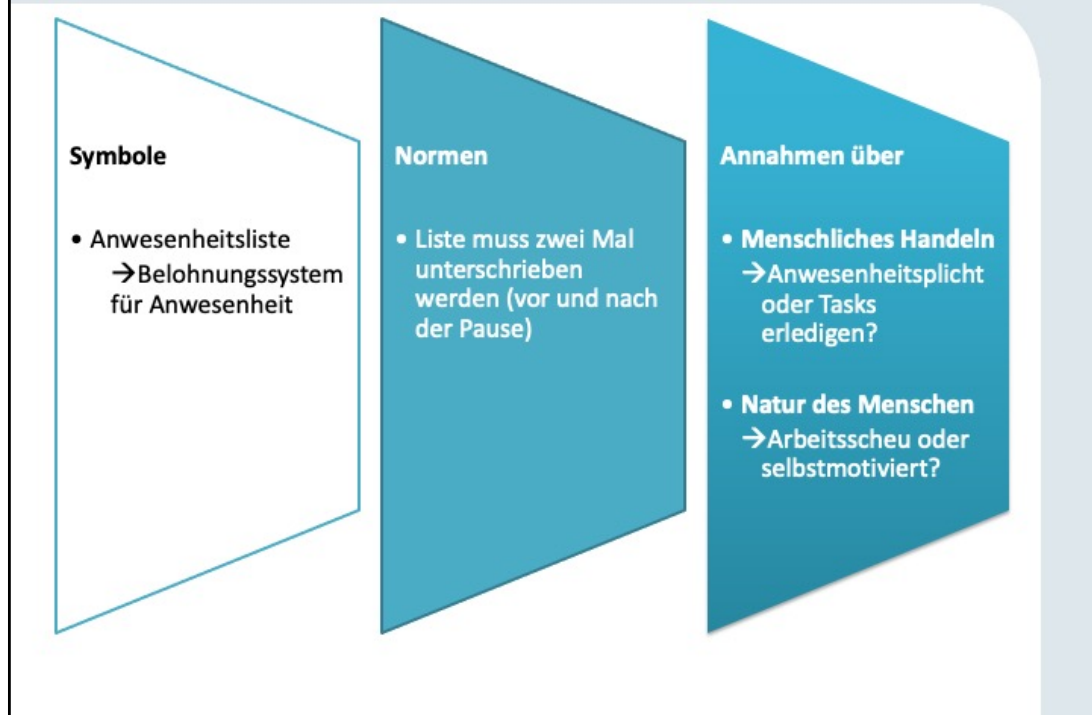 Symbole
• Anwesenheitsliste
→Belohnungssystem
für Anwesenheit
Normen
• Liste muss zwei Mal
unterschrieben
werden (vor und nach
der Pause)
Annahmen über
• Menschliches Handeln
→Anwesenheitsplicht
oder Tasks
erledigen?
• Natur des Menschen
→Arbeitsscheu oder
selbstmotiviert?